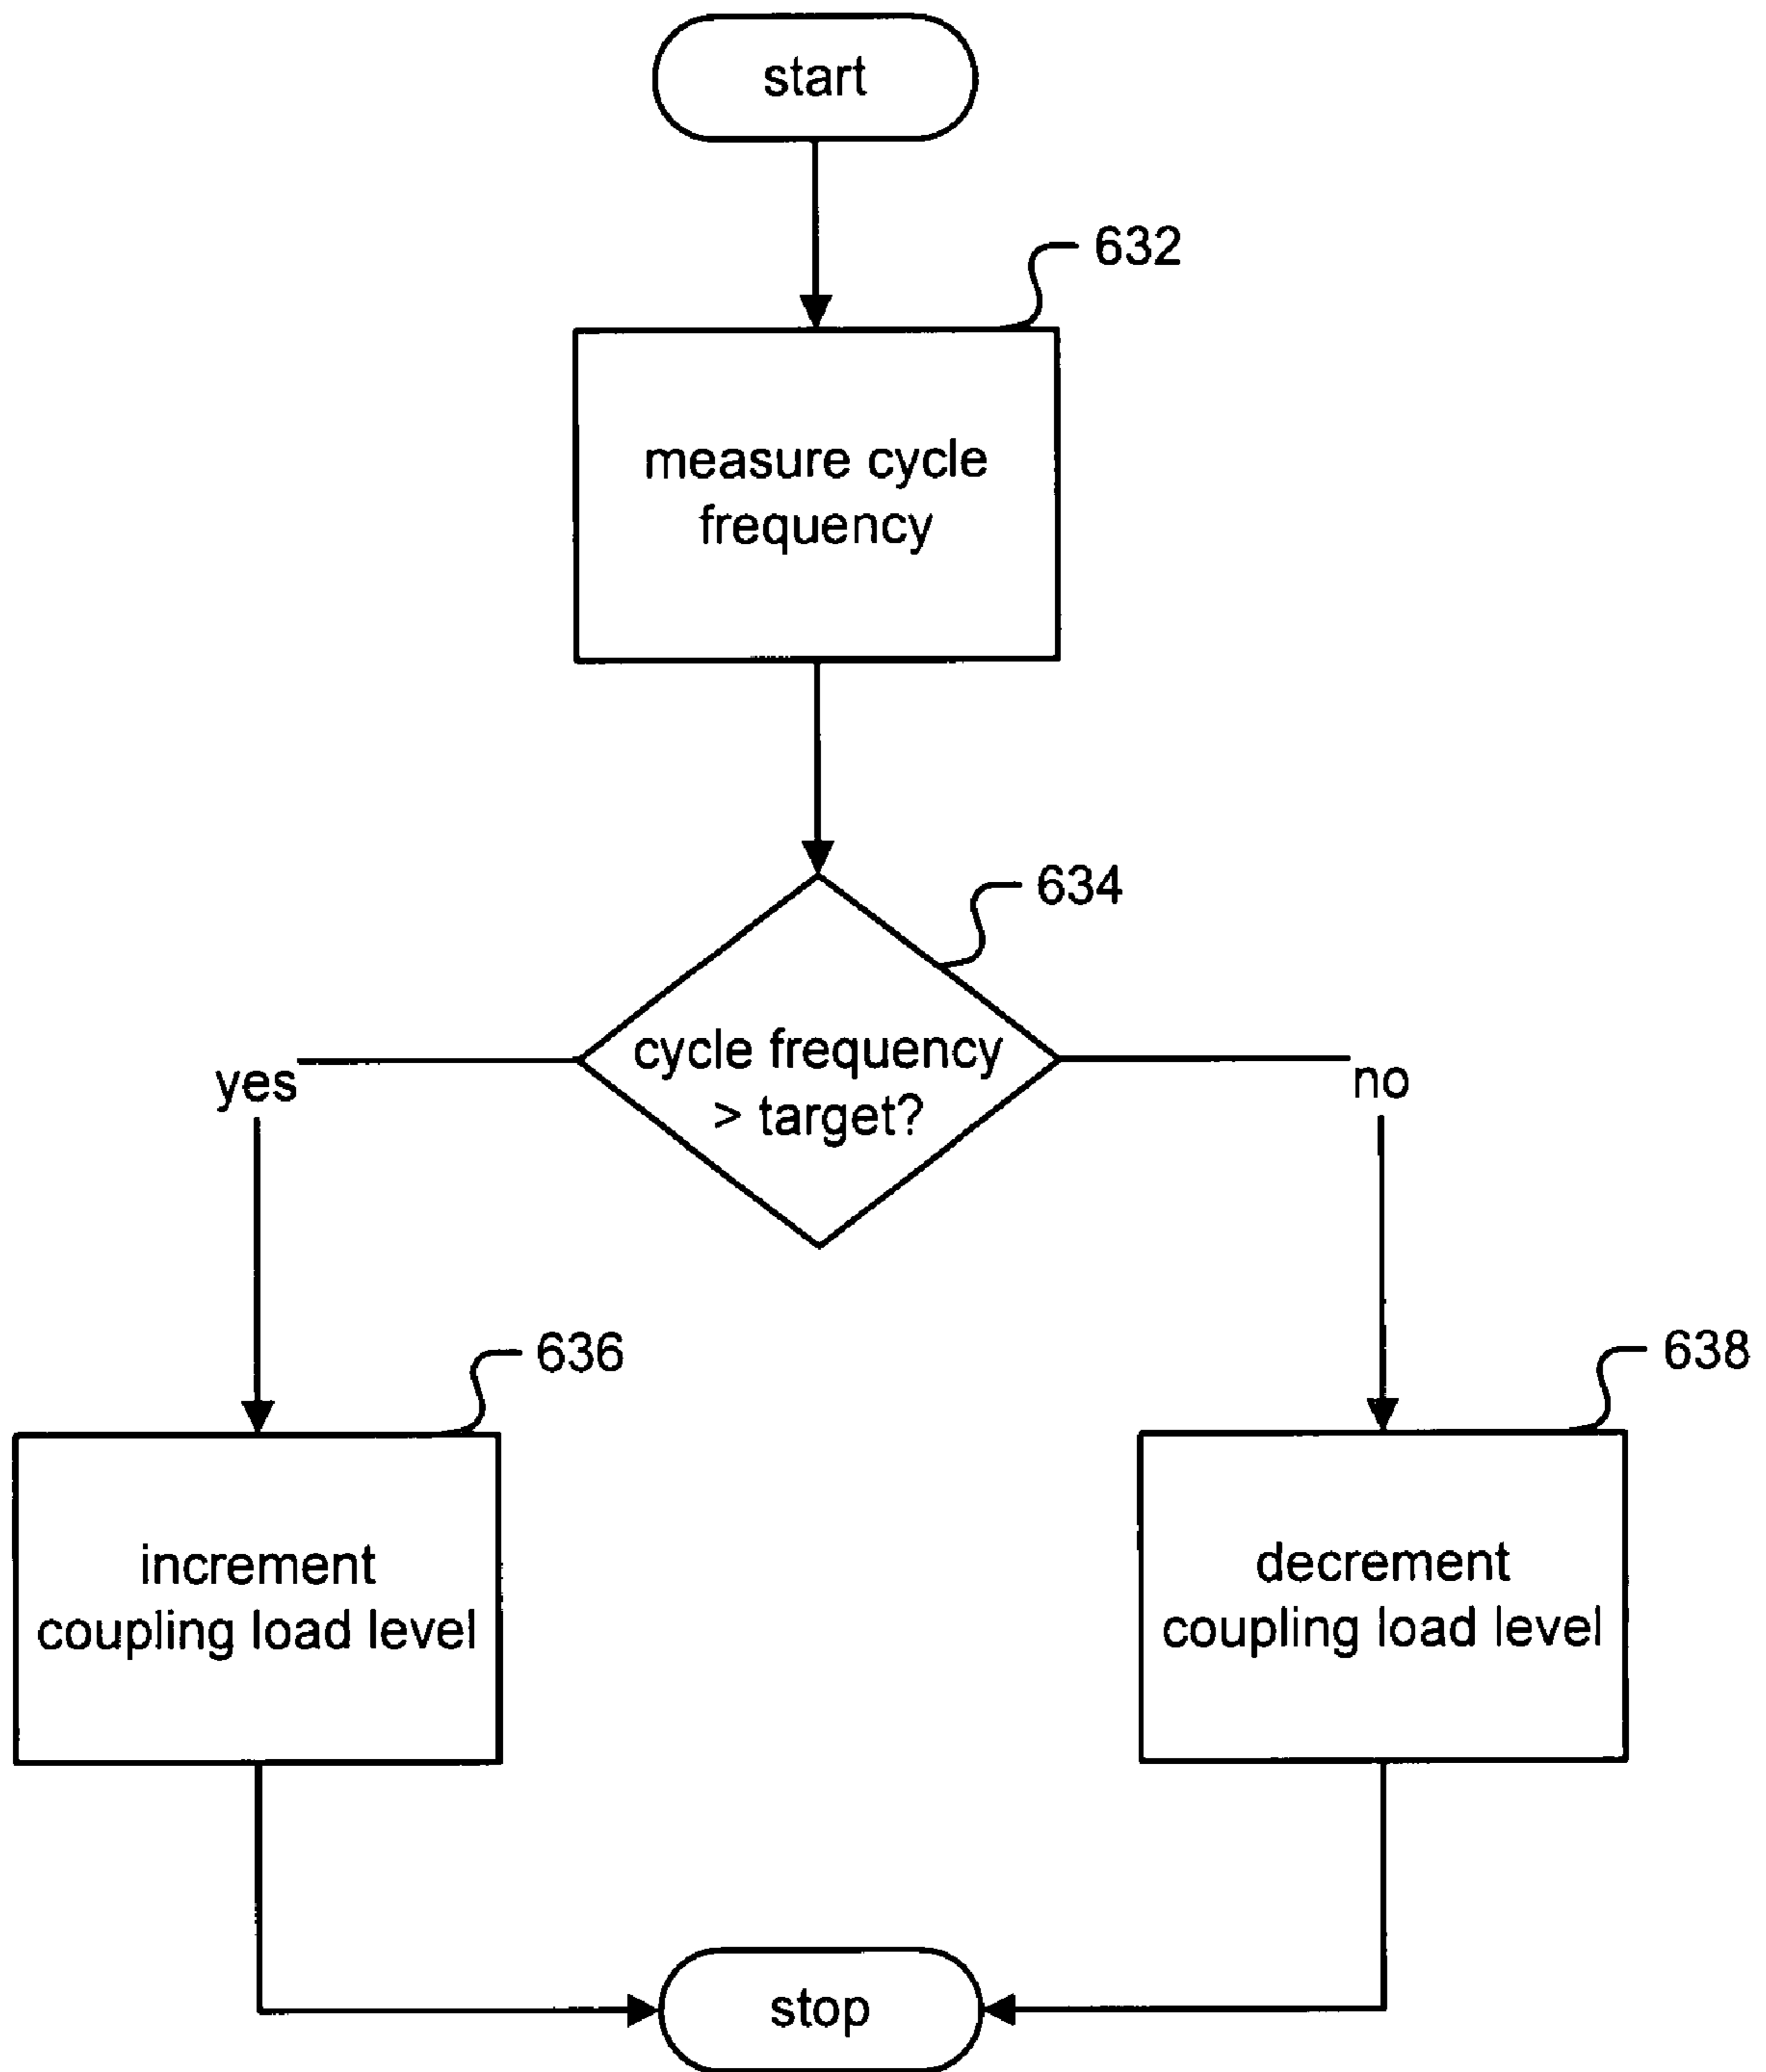 start
632
measure cycle
frequency
634
cycle frequency
> target?
yes
no
636
638
increment
coupling load level
decrement
coupling load level
stop